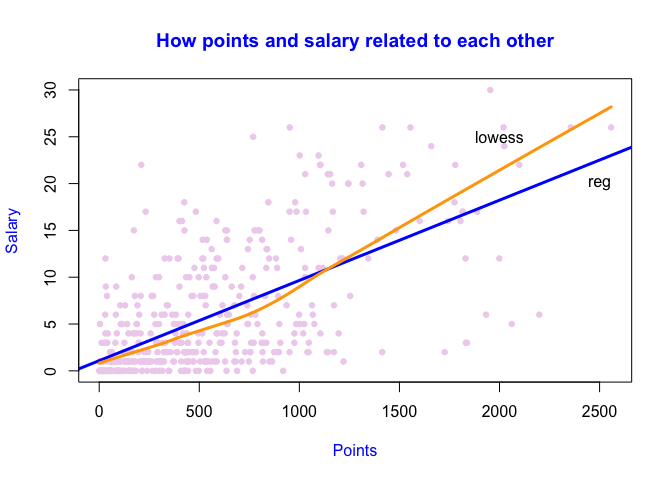 How points and salary related to each other
30
25
20
15
10
5
0
Salary
lowess
reg
0 500 1000 1500 2000 2500
Points